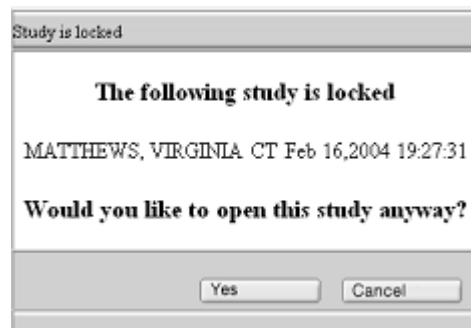 Study is locked
The following study is locked
MATTHEWS, VIRGINIA CT Feb 16,2004 19:27:31
Would you like to open this study anyway?
Yes Cancel